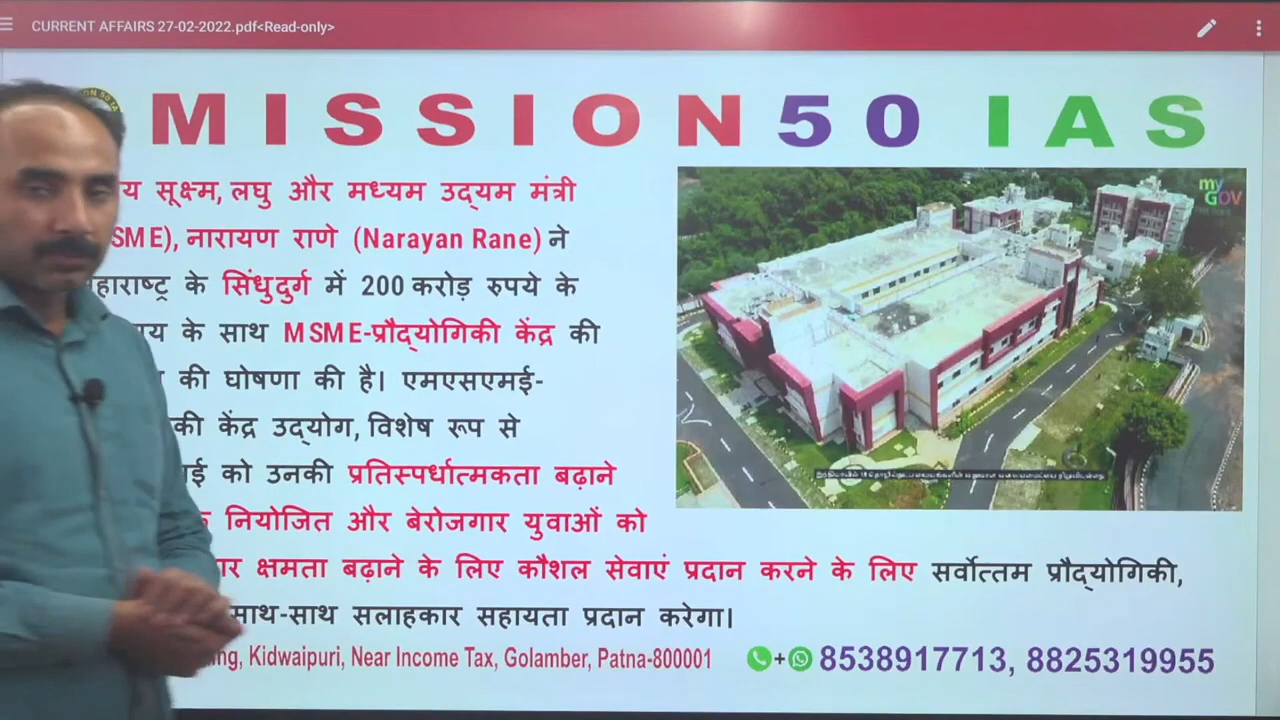 CURRENT AFFAIRS 27-02-2022.pdf<Read-only>
MISSION 50 IAS
सूक्ष्म, लघु और मध्यम उद्यम मंत्री
नारायण राणे (Narayan Rane) ने
के सिंधुदुर्ग में 200 करोड़ रुपये के
के साथ MSME-प्रौद्योगिकी केंद्र की
की घोषणा की है। एमएसएमई-
केंद्र उद्योग, विशेष रूप से
को उनकी प्रतिस्पर्धात्मकता बढ़ाने
नियोजित और बेरोजगार युवाओं को
क्षमता बढ़ाने के लिए कौशल सेवाएं प्रदान करने के लिए सर्वोत्तम प्रौद्योगिकी,
साथ-साथ सलाहकार सहायता प्रदान करेगा।
my
GOV
Kidwaipuri, Near Income Tax, Golamber, Patna-800001
+ 8538917713, 8825319955